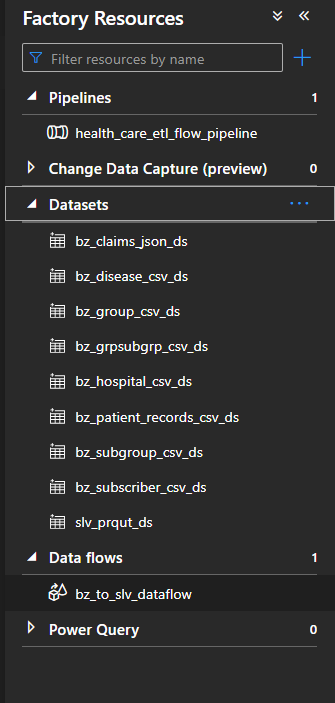 Factory Resources
Filter resources by name
Pipelines 1
health_care_etl_flow_pipeline
Change Data Capture (preview) 0
Datasets
bz_claims_json_ds
bz_disease_csv_ds
bz_group_csv_ds
bz_grpsubgrp_csv_ds
bz_hospital_csv_ds
bz_patient_records_csv_ds
bz_subgroup_csv_ds
bz_subscriber_csv_ds
slv_prqut_ds
Data flows 1
bz_to_slv_dataflow
Power Query 0